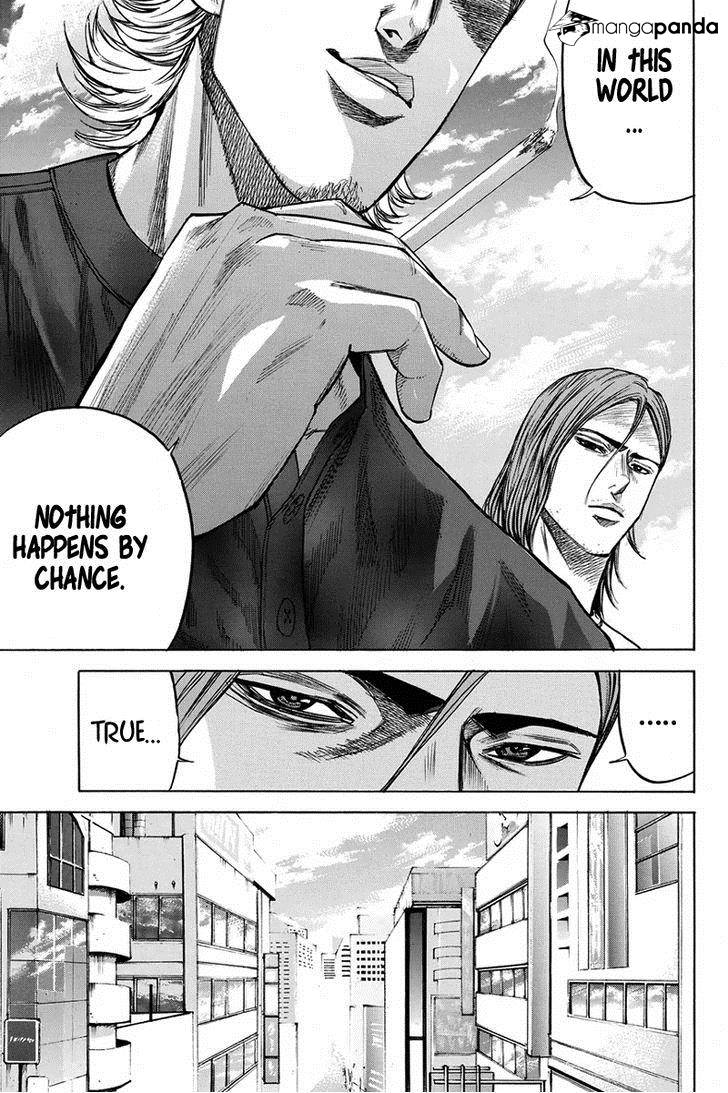 mangapanda
IN THIS
WORLD
...
NOTHING
HAPPENS BY
CHANCE.
.....
TRUE...